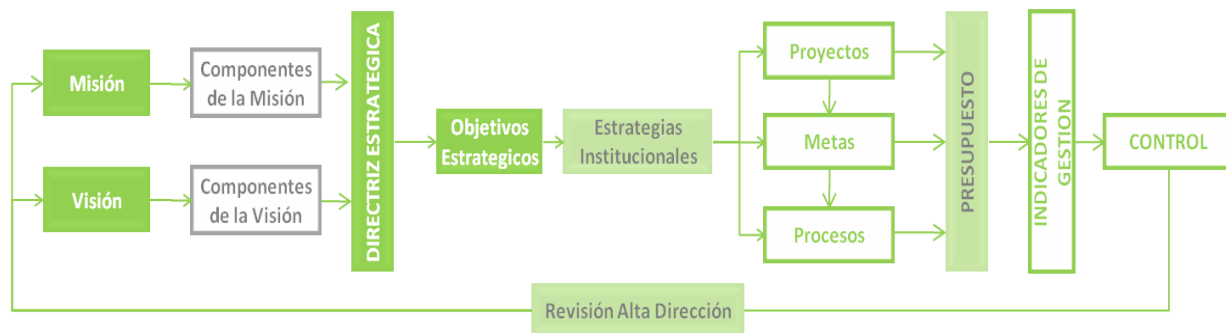 Misión
Componentes
de la Misión
Visión
Componentes
de la Visión
DIRECTRIZ ESTRATEGICA
Objetivos
Estrategicos
Estrategias
Institucionales
Proyectos
Metas
Procesos
PRESUPUESTO
INDICADORES DE
GESTION
CONTROL
Revisión Alta Dirección